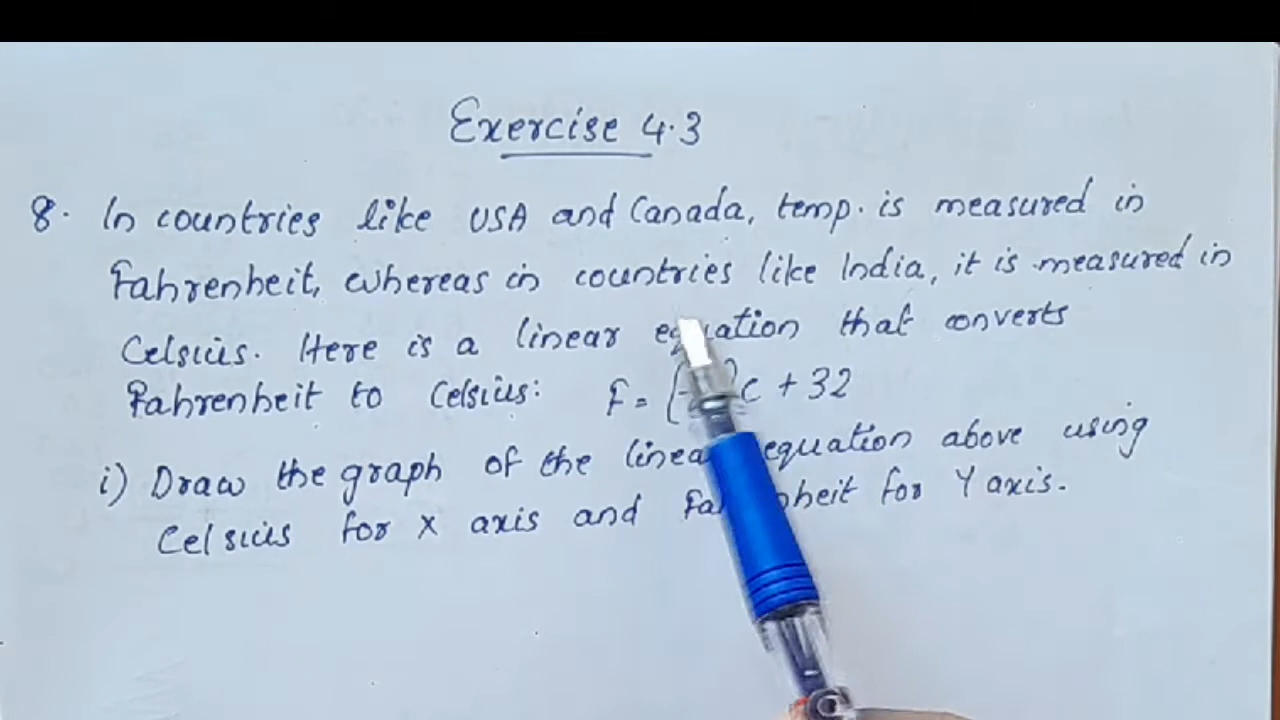 Exercise 4.3
8. In countries like USA and Canada, temp. is measured in
Fahrenheit, whereas in countries like India, it is measured in
Celsius. Here is a linear equation that converts
Fahrenheit to Celsius: F = ( )c + 32
i) Draw the graph of the linear equation above using
Celsius for X axis and Fahrenheit for Y axis.